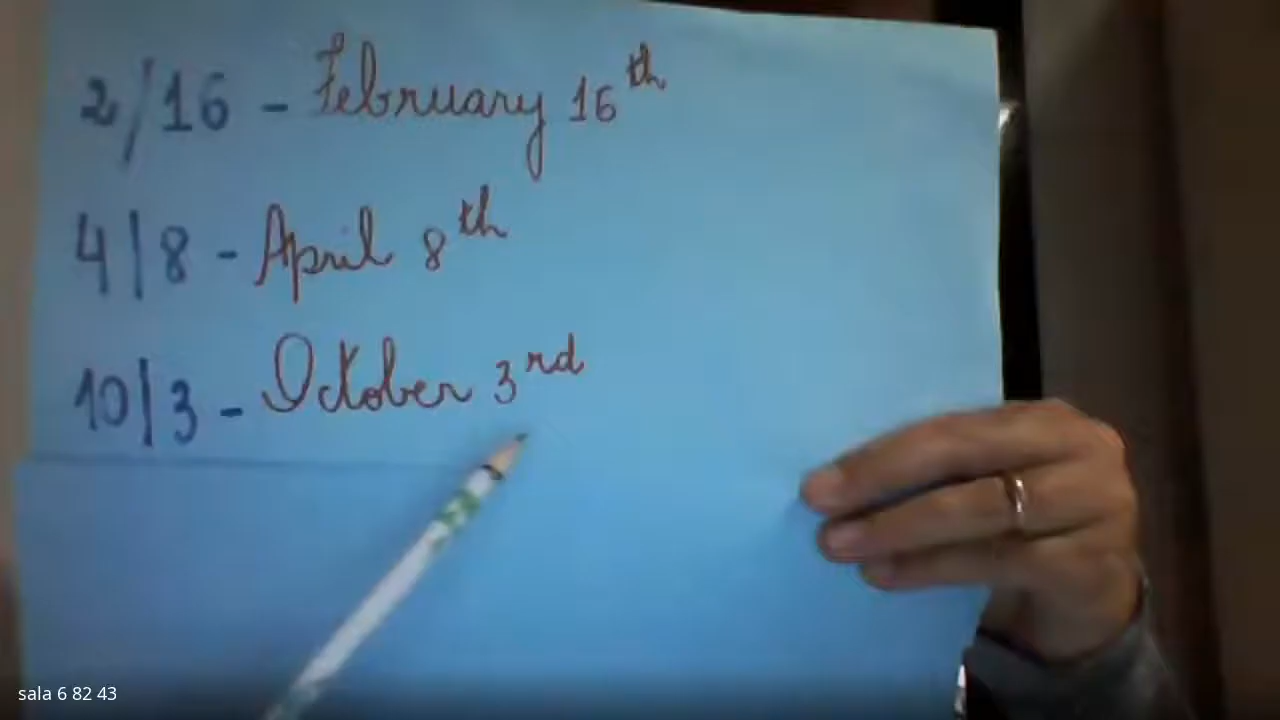 2/16 - February 16th
4/8 - April 8th
10/3 - October 3rd
sala 6 82 43